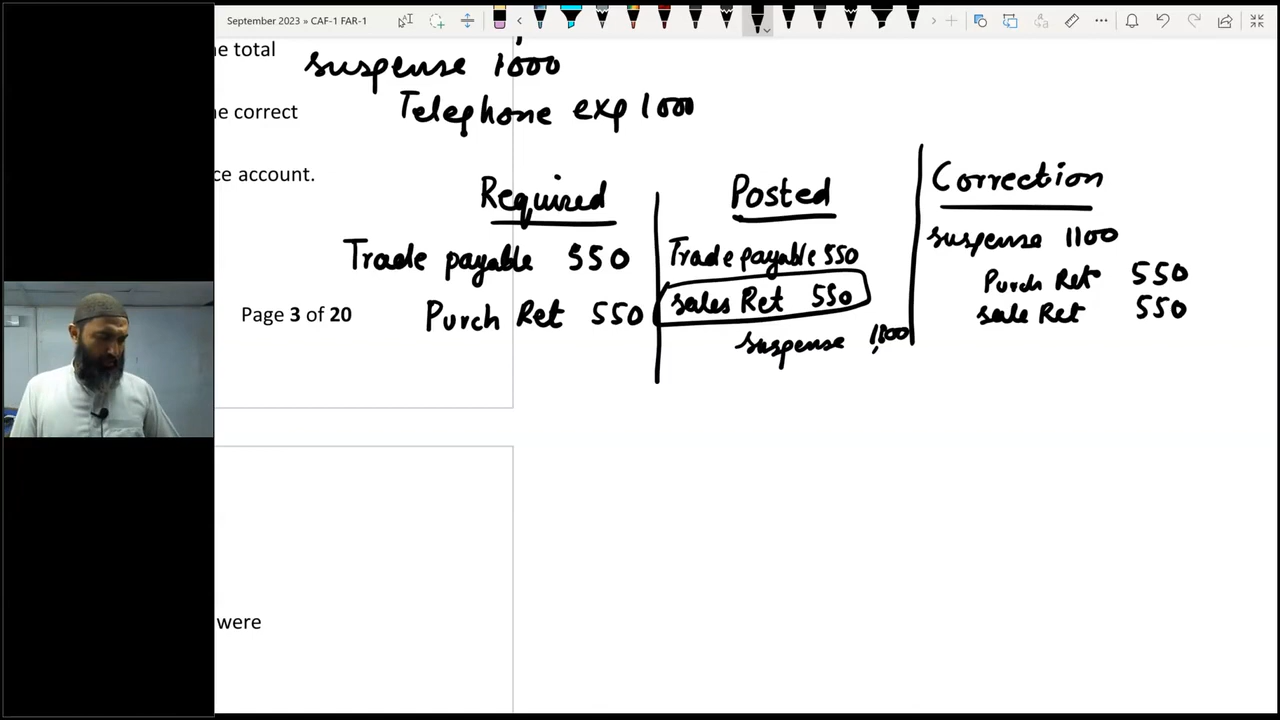 September 2023 » CAF-1 FAR-1
e total
suspense 1000
Telephone exp 1000
e correct
ce account.
Required
Trade payable 550
Purch Ret 550
Posted
Trade payable 550
sales Ret 550
suspense 1100
Correction
suspense 1100
Purch Ret 550
sale Ret 550
Page 3 of 20
were